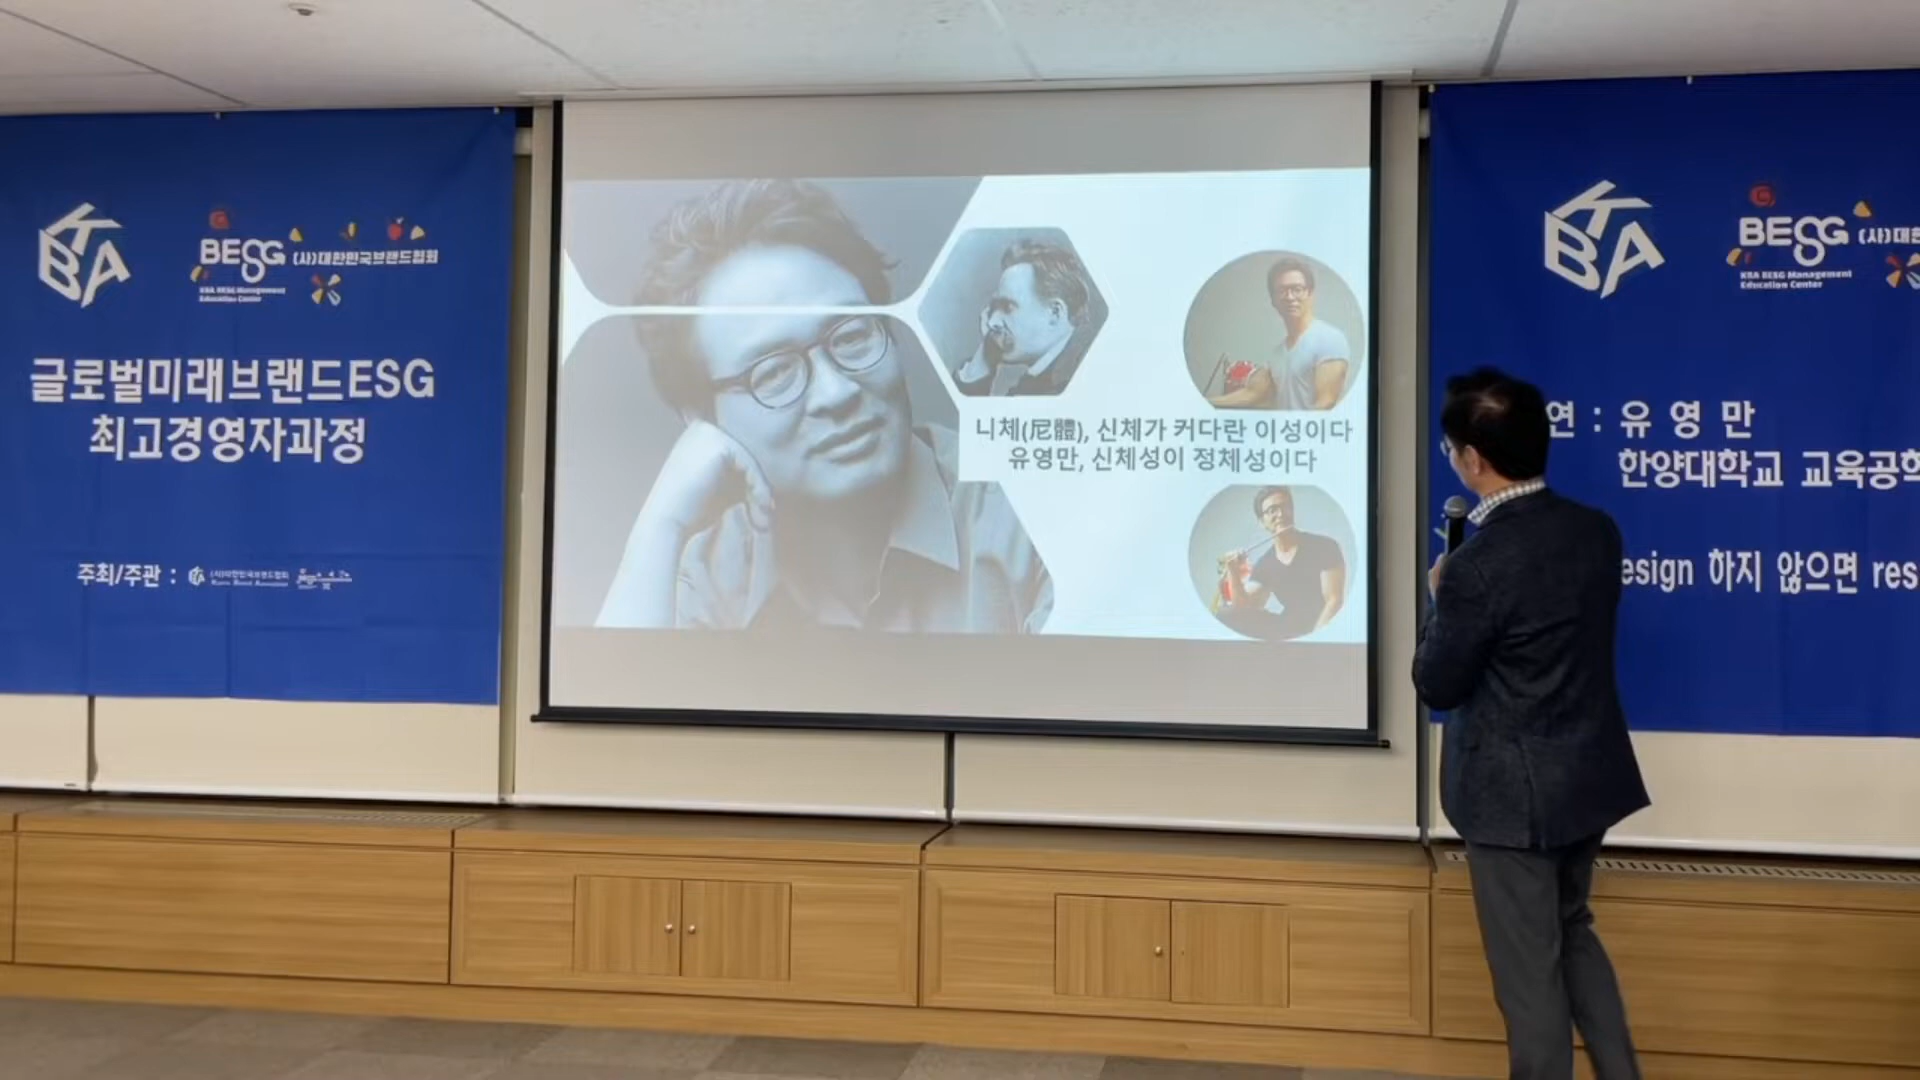 KBA
BESG
(사)대한민국브랜드협회
KBA BESG Management
Education Center
글로벌미래브랜드ESG
최고경영자과정
주최/주관 :
(사)대한민국브랜드협회
니체(尼體), 신체가 커다란 이성이다
유영만, 신체성이 정체성이다
KBA
BESG
(사)대한
KBA BESG Management
Education Center
연 : 유 영 만
한양대학교 교육공학
esign 하지 않으면 res